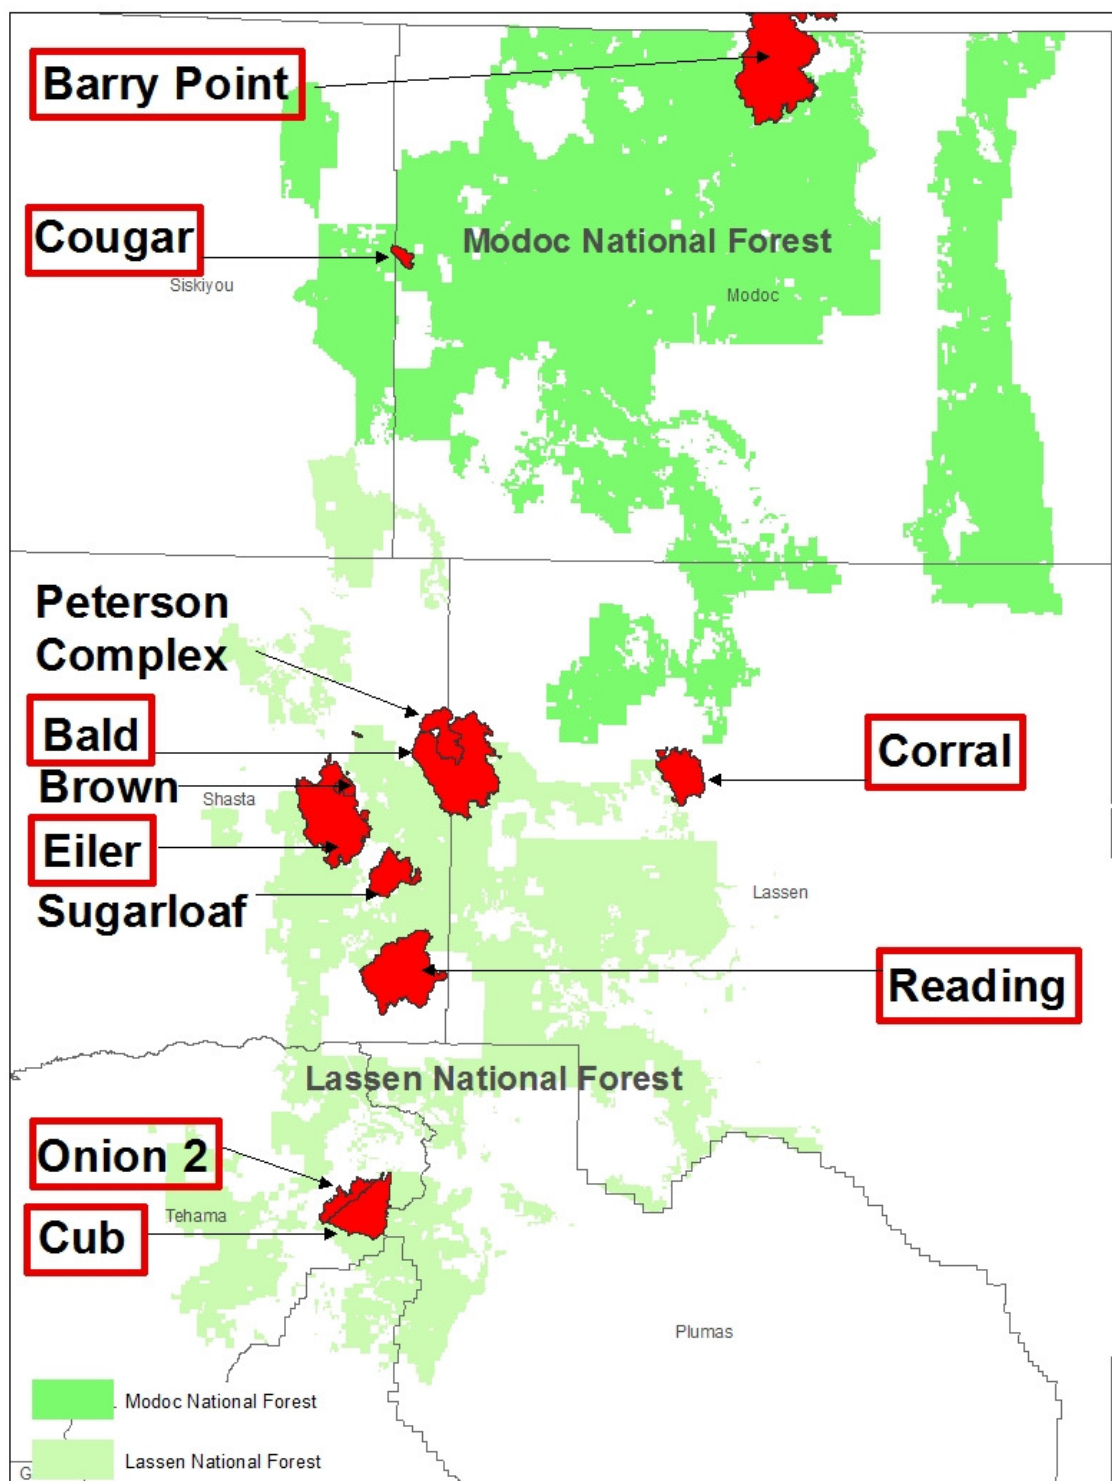 Barry Point
Cougar
Modoc National Forest
Siskiyou
Modoc
Peterson
Complex
Bald
Corral
Brown
Shasta
Eiler
Lassen
Sugarloaf
Reading
Lassen National Forest
Onion 2
Tehama
Cub
Plumas
Modoc National Forest
Lassen National Forest
G